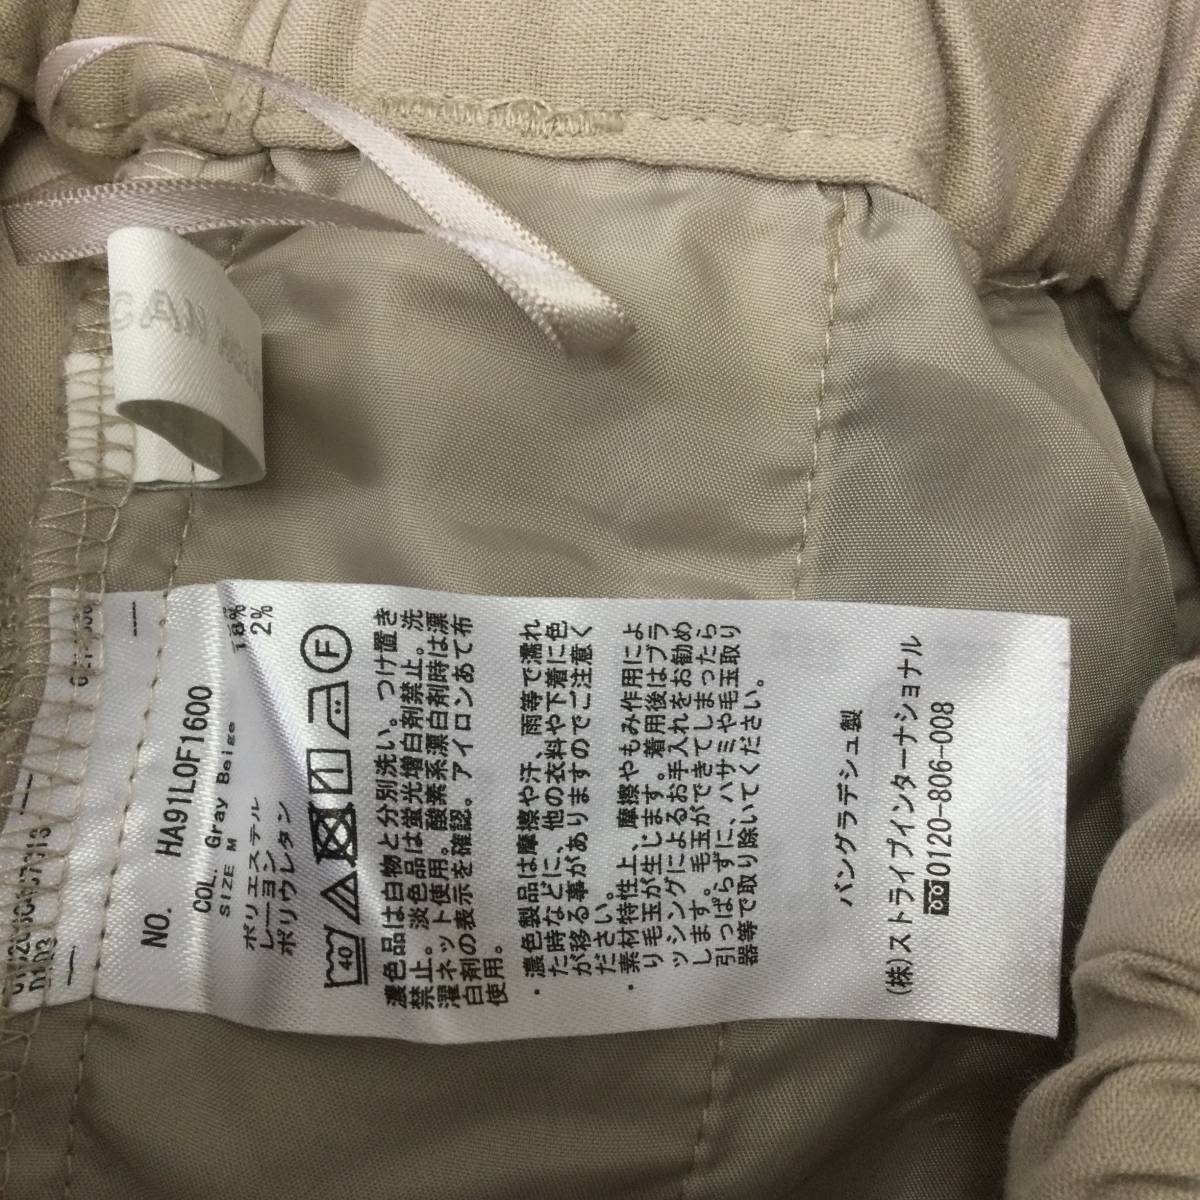 CAN
NO. HA91L0F1600
COL. Gray Beige
SIZE M
ポリエステル
レーヨン 18%
ポリウレタン 2%
40
F
濃色品は白物と分別洗い。つけ置き
禁止。淡色品は蛍光増白剤禁止。洗
濯ネット使用。酸素系漂白剤時は漂
白剤の表示を確認。アイロンあて布
使用。
・濃色製品は摩擦や汗、雨等で濡れ
た時などに、他の衣料や下着に色
が移る事がありますのでご注意く
ださい。
・素材特性上、摩擦やもみ作用によ
り毛玉が生じます。着用後はブラ
ッシングによるお手入れをお勧め
します。毛玉ができてしまったら
引っぱらずに、ハサミや毛玉取り
器等で取り除いてください。
バングラデシュ製
(株)ストライプインターナショナル
0120-806-008